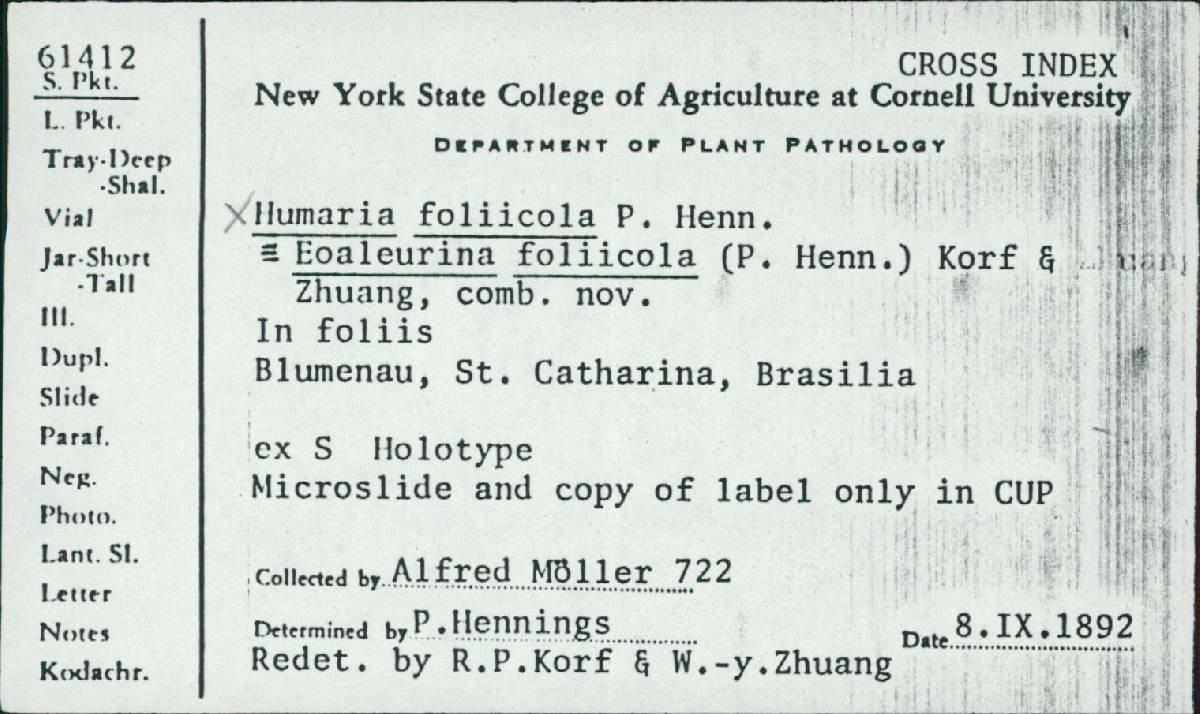 61412
S. Pkt.
L. Pkt.
Tray-Deep
-Shal.
Vial
Jar-Short
-Tall
Ill.
Dupl.
Slide
Paraf.
Neg.
Photo.
Lant. Sl.
Letter
Notes
Kodachr.
CROSS INDEX
New York State College of Agriculture at Cornell University
DEPARTMENT OF PLANT PATHOLOGY
XHumaria foliicola P. Henn.
≡ Eoaleurina foliicola (P. Henn.) Korf &
Zhuang, comb. nov.
In foliis
Blumenau, St. Catharina, Brasilia
ex S Holotype
Microslide and copy of label only in CUP
Collected by Alfred Möller 722
Determined by P.Hennings
Date 8.IX.1892
Redet. by R.P.Korf & W.-y.Zhuang